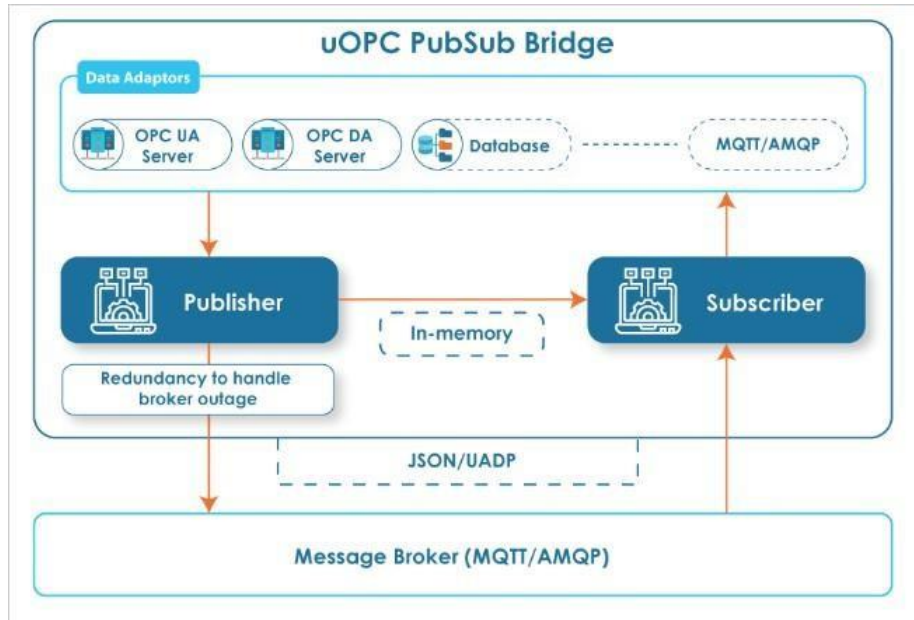 uOPC PubSub Bridge
Data Adaptors
OPC UA
Server
OPC DA
Server
Database
MQTT/AMQP
Publisher
Subscriber
In-memory
Redundancy to handle
broker outage
JSON/UADP
Message Broker (MQTT/AMQP)